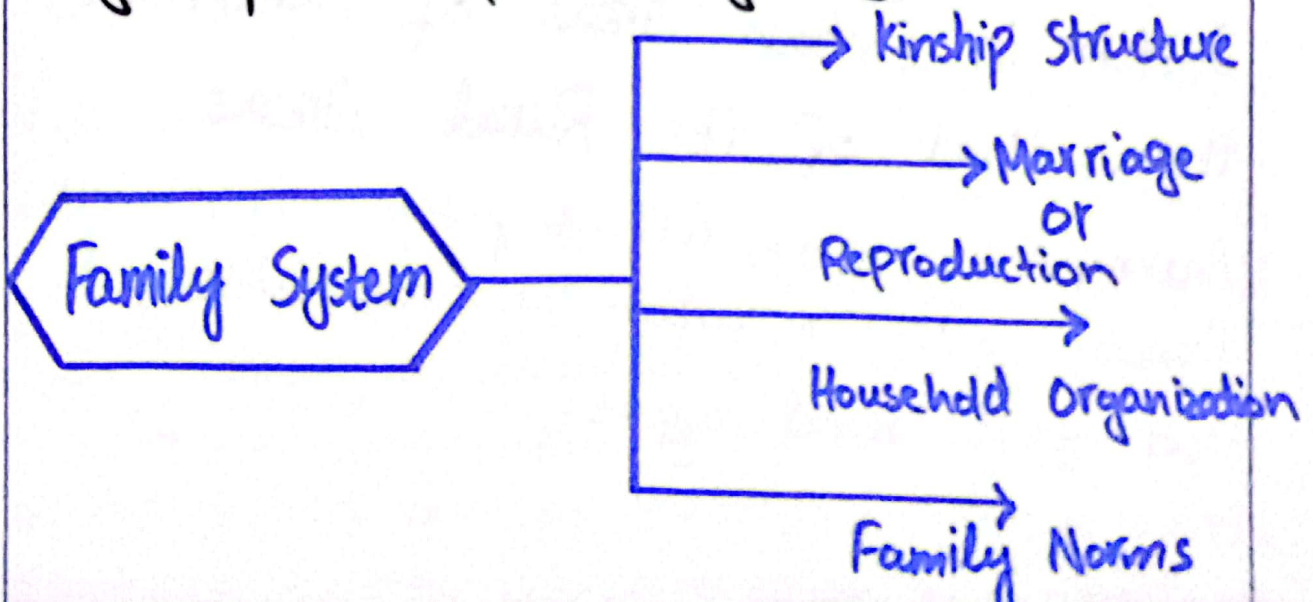 Kinship Structure
Marriage
or
Family System
Reproduction
Household Organization
Family Norms